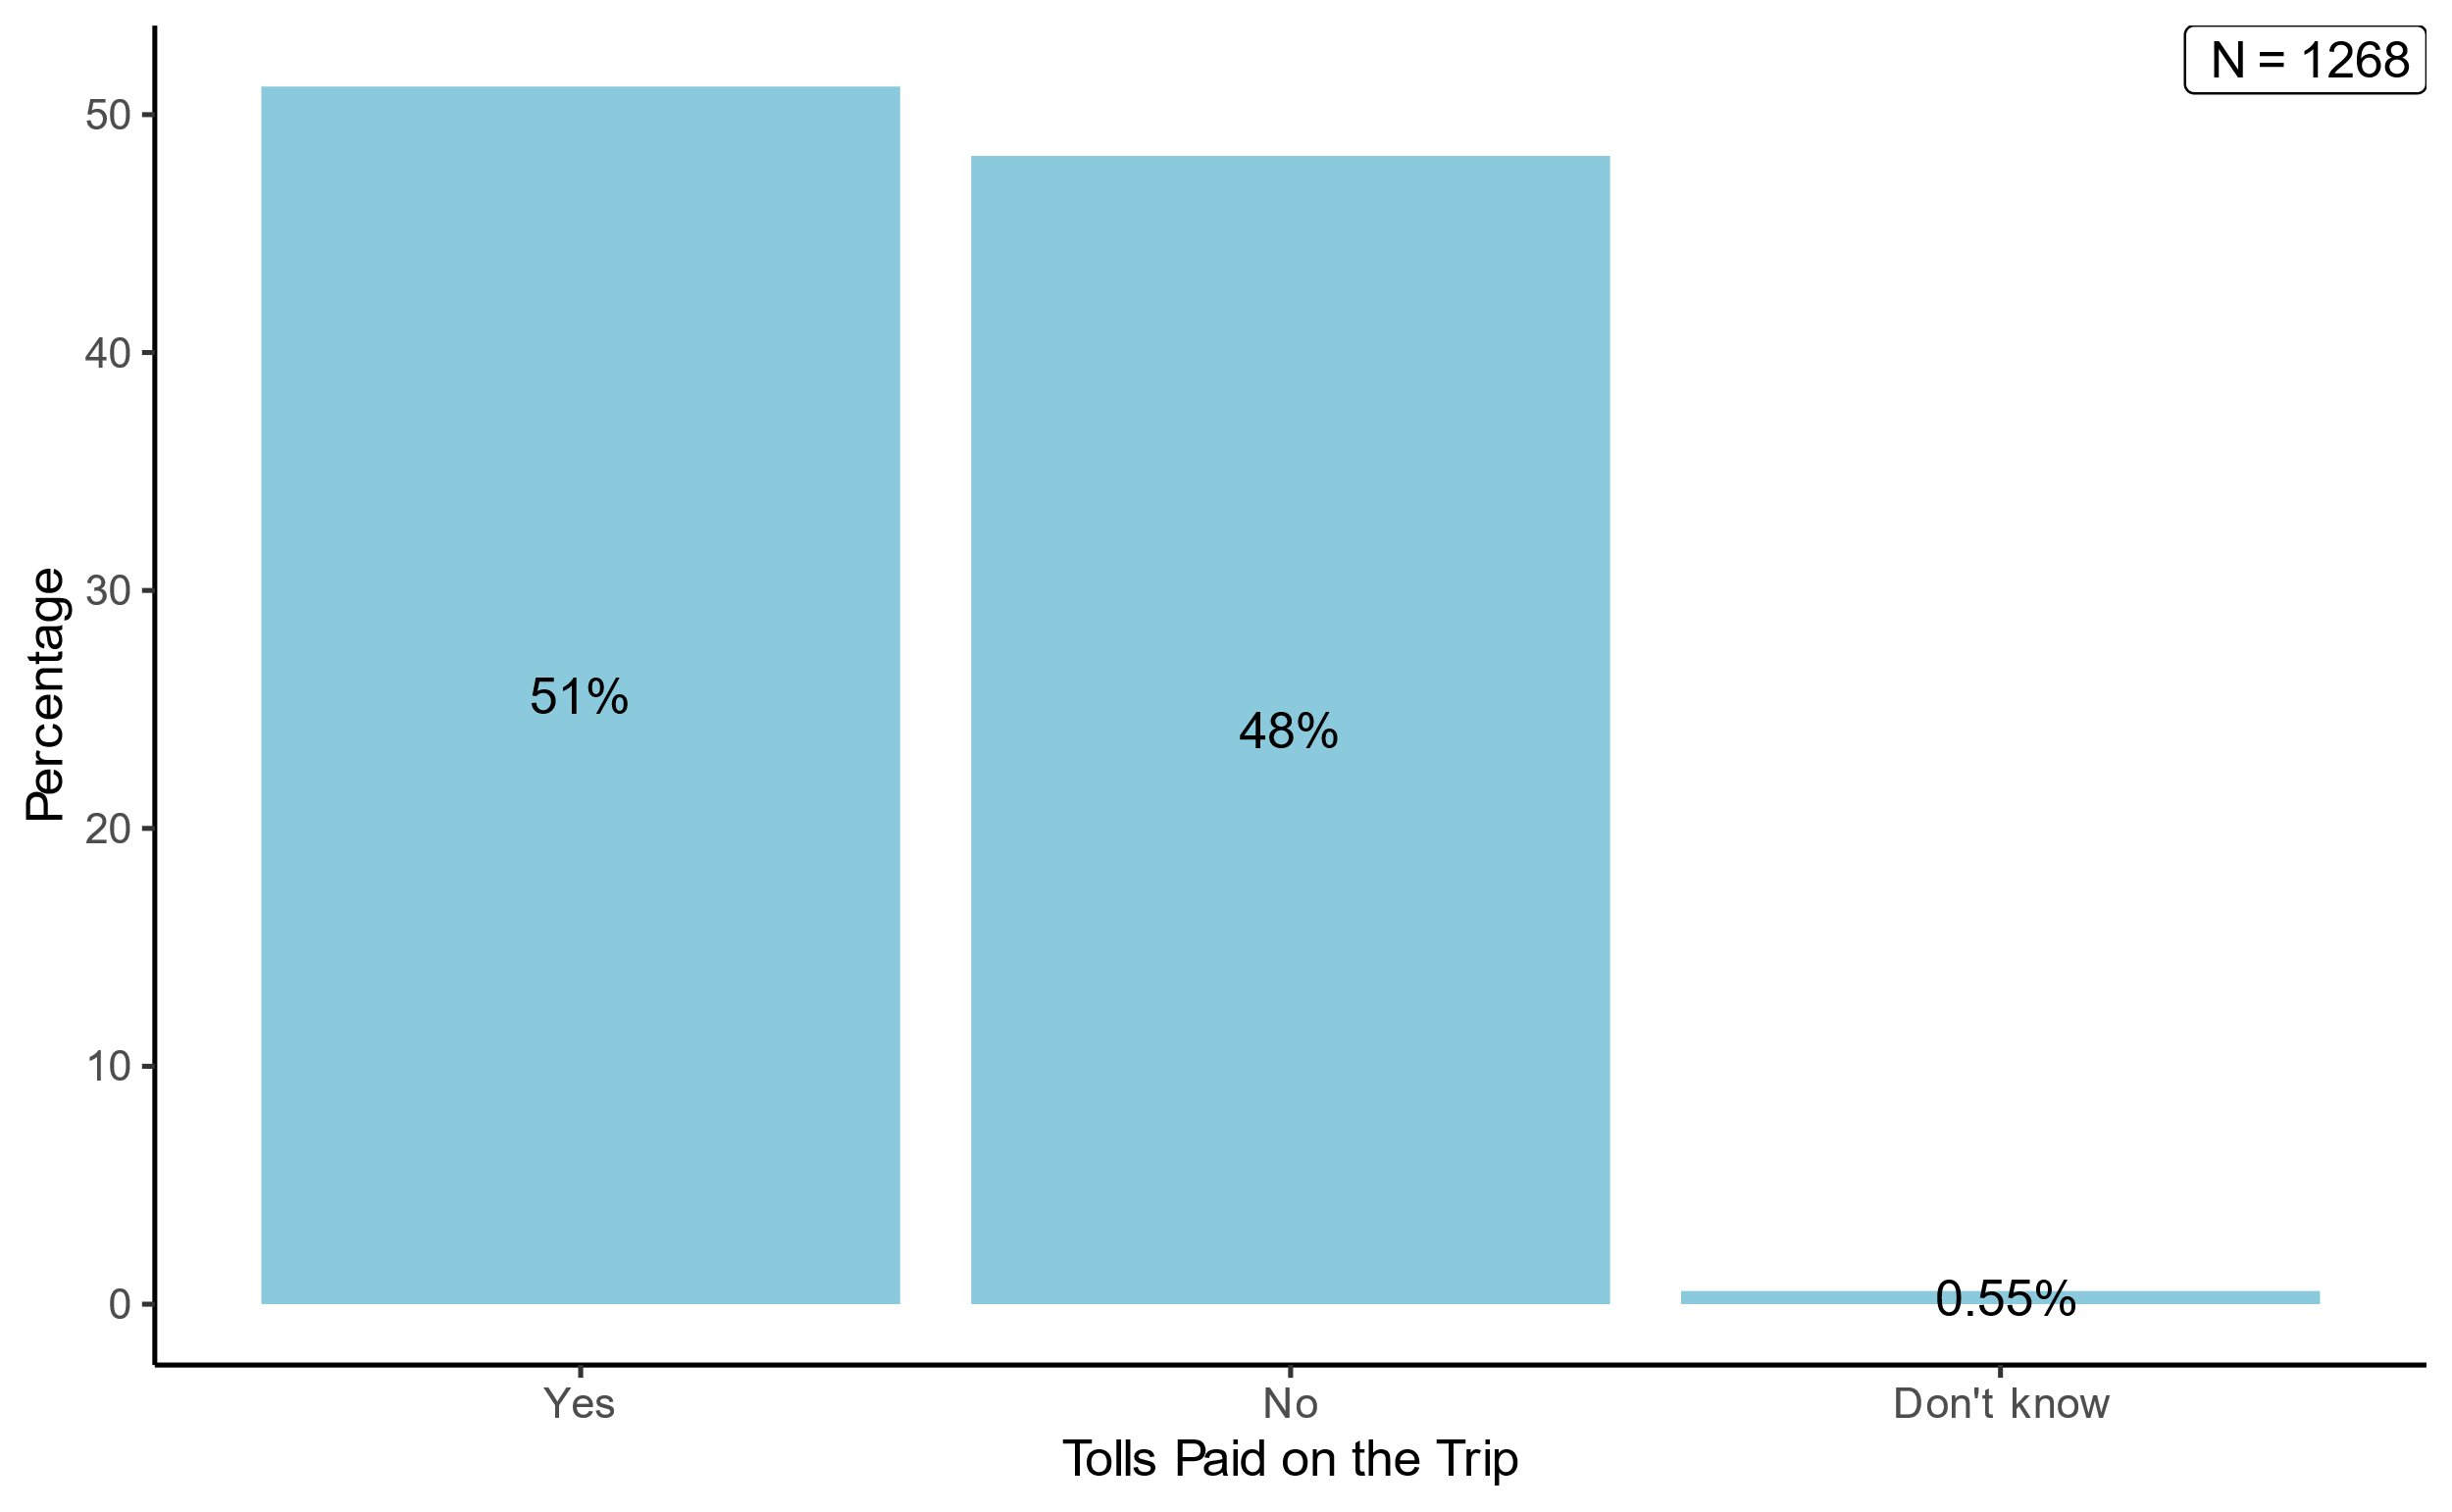 N = 1268
Percentage
50
40
30
20
10
0
51%
48%
0.55%
Yes
No
Don't know
Tolls Paid on the Trip